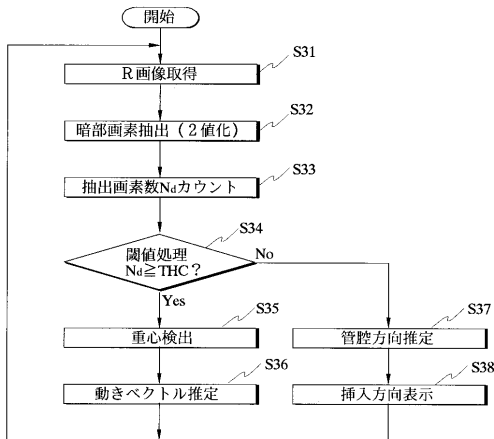 開始
S31
R画像取得
S32
暗部画素抽出(2値化)
S33
抽出画素数Ndカウント
S34
閾値処理
Nd≧THC?
No
Yes
S35
重心検出
S37
管腔方向推定
S36
動きベクトル推定
S38
挿入方向表示